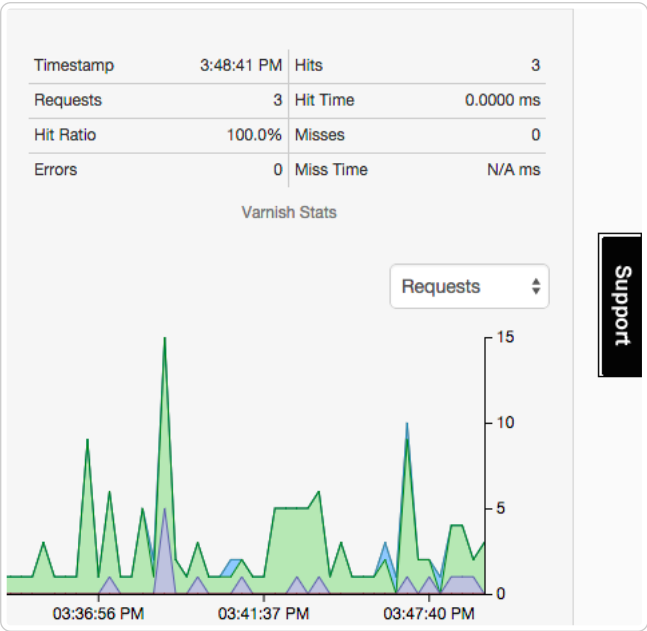 Timestamp 3:48:41 PM Hits 3
Requests 3 Hit Time 0.0000 ms
Hit Ratio 100.0% Misses 0
Errors 0 Miss Time N/A ms
Varnish Stats
Requests
Support
15
10
5
0
03:36:56 PM 03:41:37 PM 03:47:40 PM